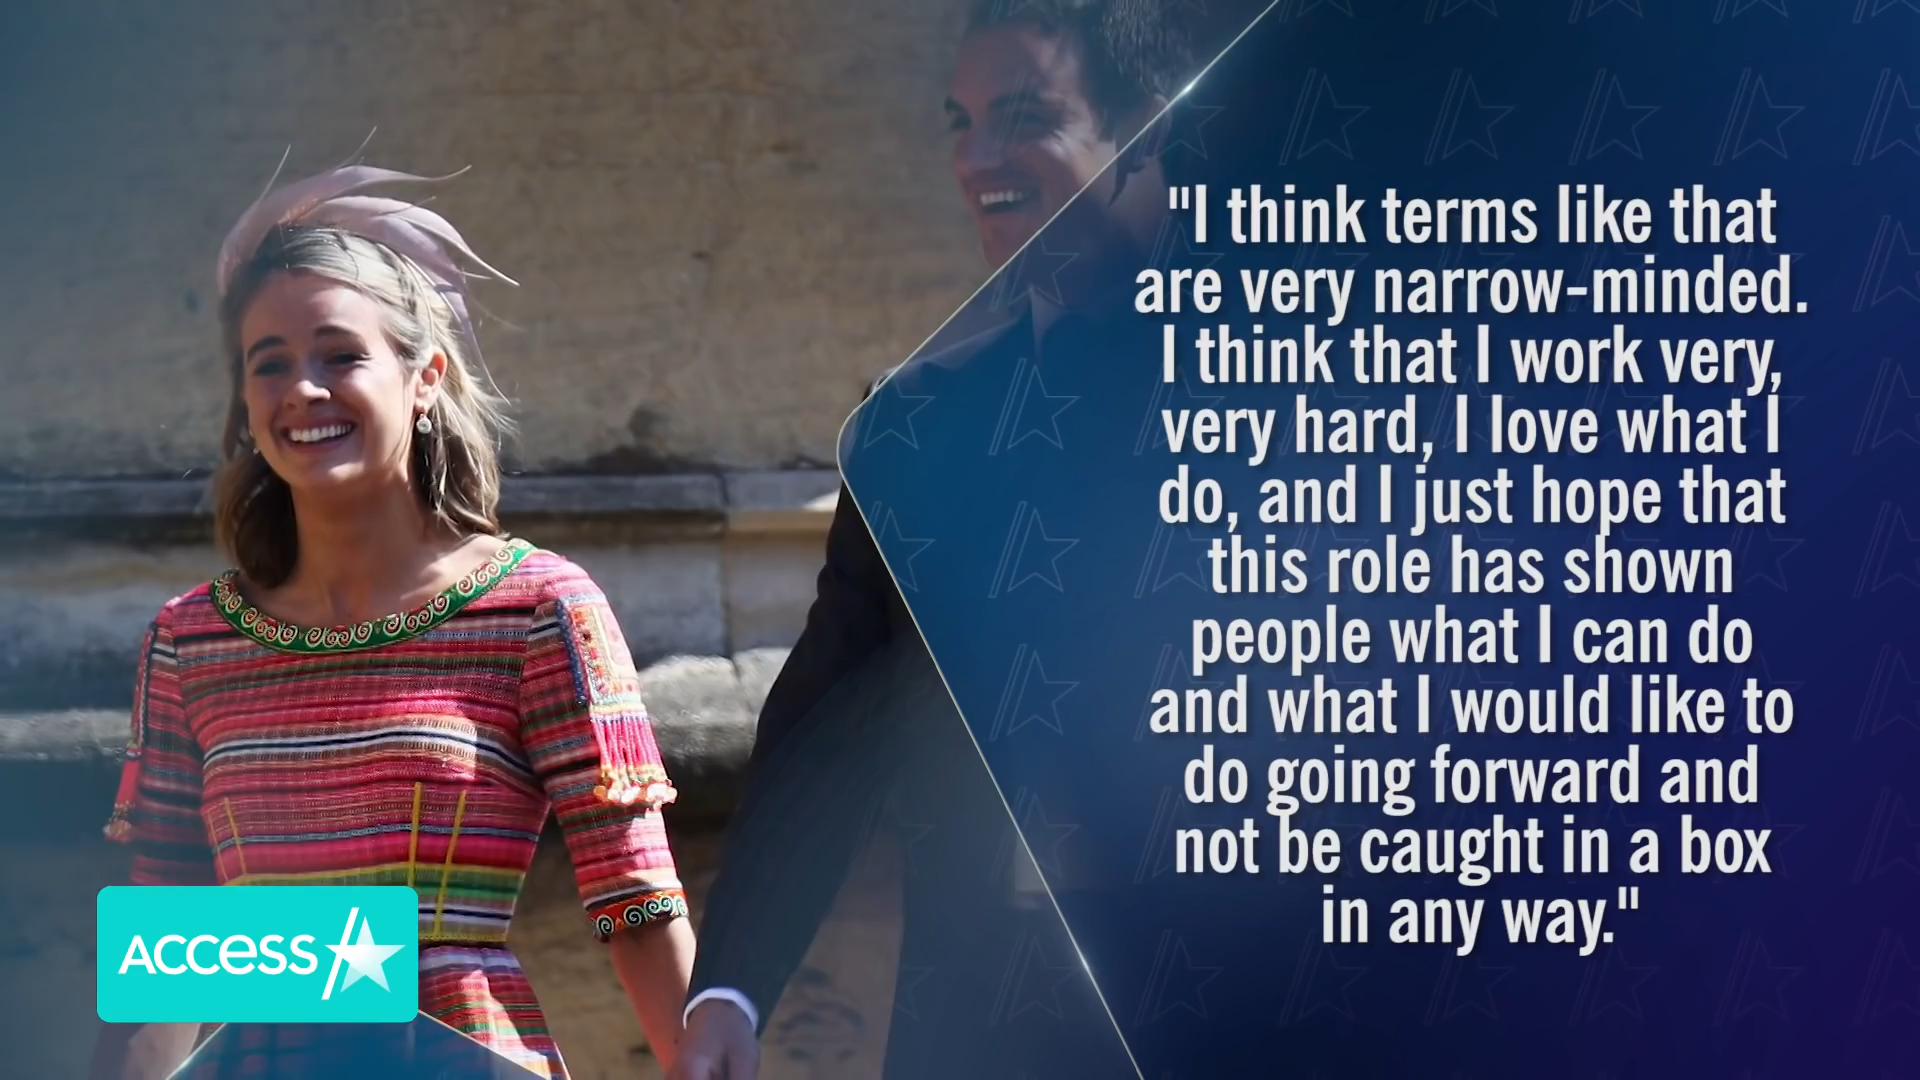 "I think terms like that
are very narrow-minded.
I think that I work very,
very hard, I love what I
do, and I just hope that
this role has shown
people what I can do
and what I would like to
do going forward and
not be caught in a box
in any way."
ACCESS